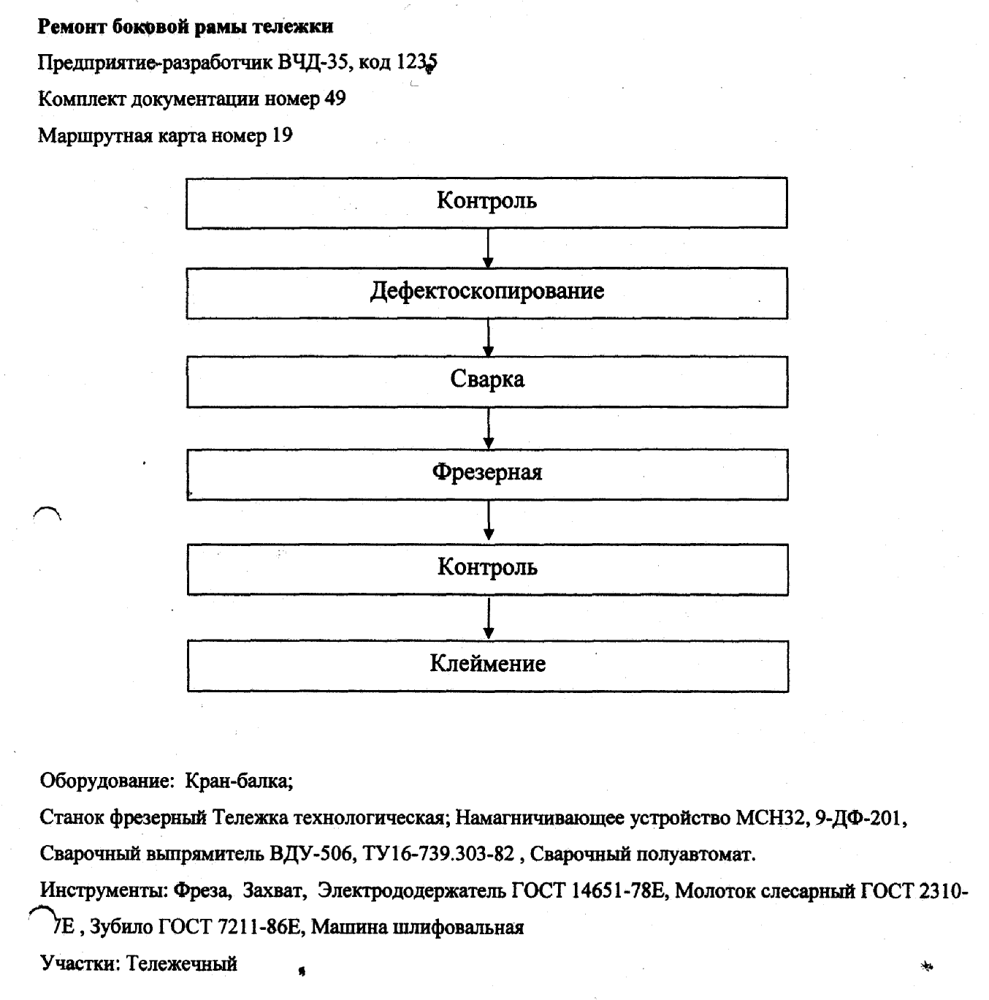 Ремонт боковой рамы тележки
Предприятие-разработчик ВЧД-35, код 1235
Комплект документации номер 49
Маршрутная карта номер 19
Контроль
Дефектоскопирование
Сварка
Фрезерная
Контроль
Клеймение
Оборудование: Кран-балка;
Станок фрезерный Тележка технологическая; Намагничивающее устройство МСН32, 9-ДФ-201,
Сварочный выпрямитель ВДУ-506, ТУ16-739.303-82 , Сварочный полуавтомат.
Инструменты: Фреза, Захват, Электрододержатель ГОСТ 14651-78Е, Молоток слесарный ГОСТ 2310-
7Е , Зубило ГОСТ 7211-86Е, Машина шлифовальная
Участки: Тележечный